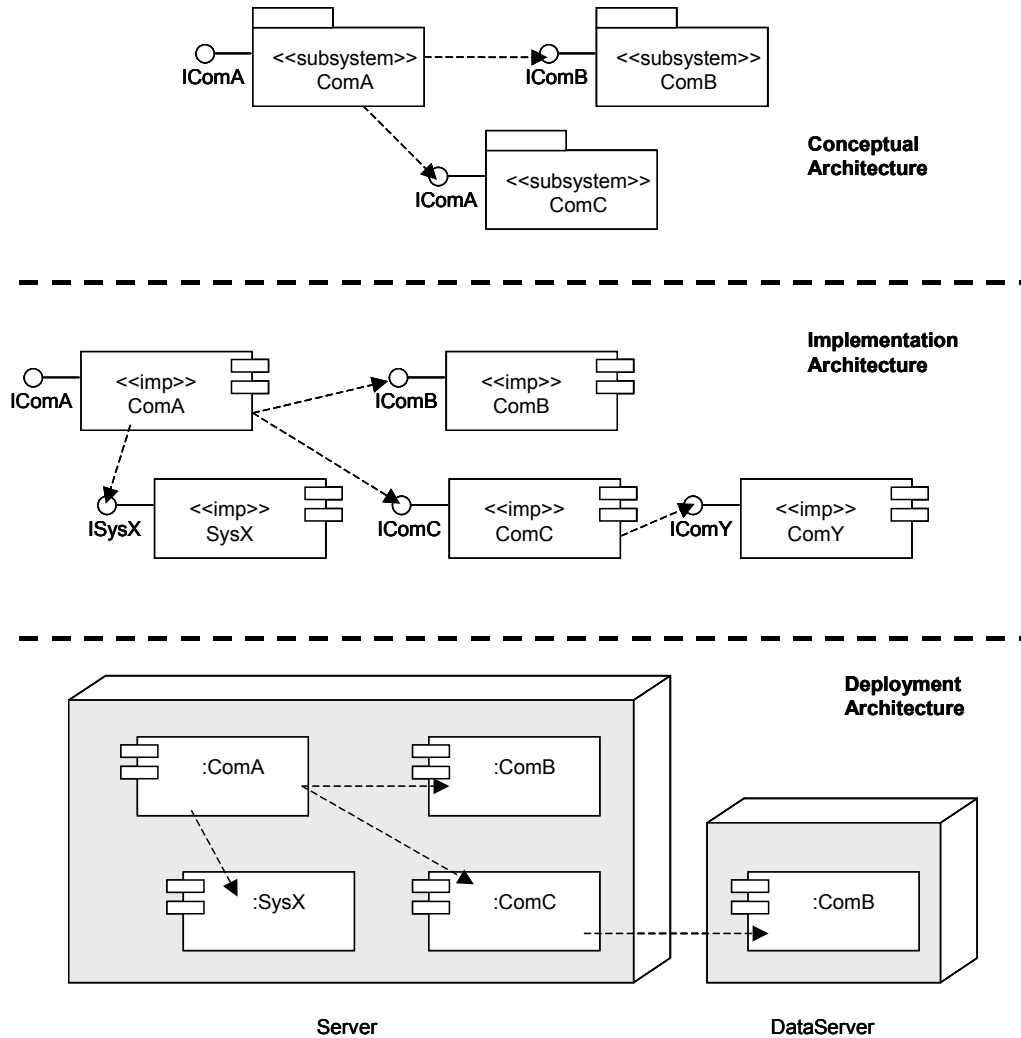 <<subsystem>>
ComA
IComA
<<subsystem>>
ComB
IComB
<<subsystem>>
ComC
IComA
Conceptual
Architecture
Implementation
Architecture
<<imp>>
ComA
IComA
<<imp>>
ComB
IComB
<<imp>>
SysX
ISysX
<<imp>>
ComC
IComC
<<imp>>
ComY
IComY
Deployment
Architecture
:ComA
:ComB
:SysX
:ComC
:ComB
Server
DataServer